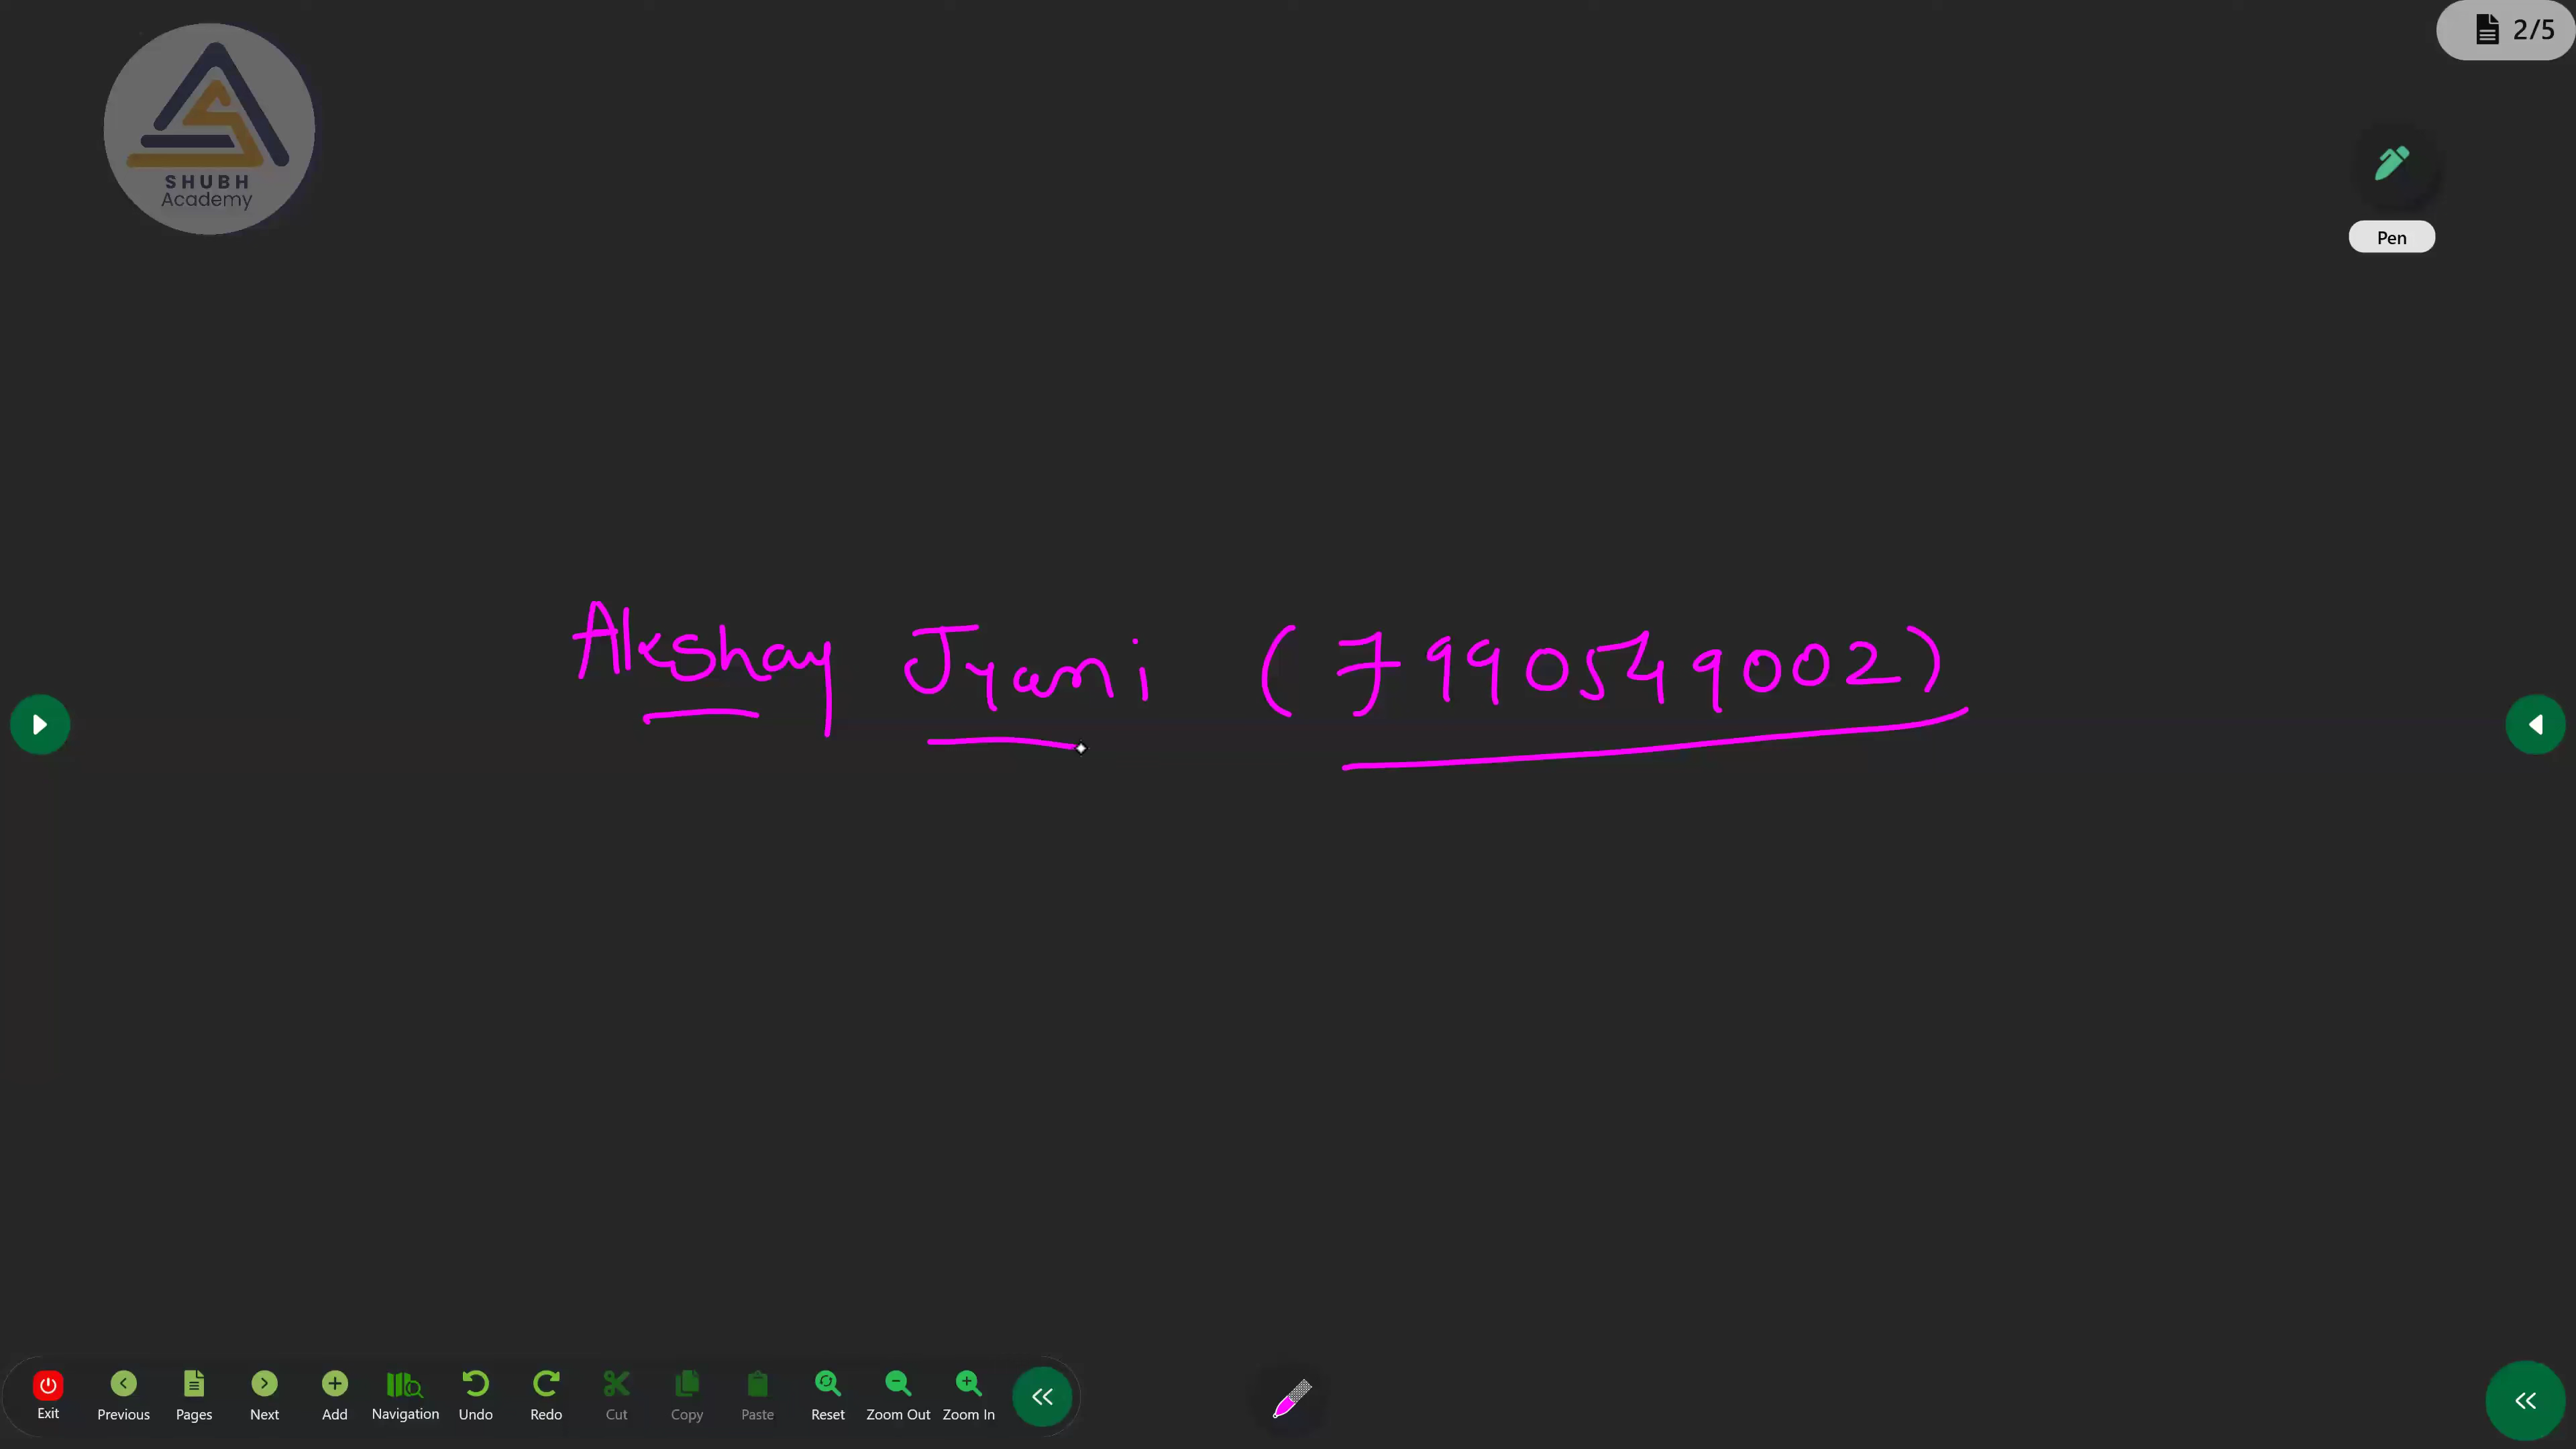 SHUBH
Academy
2/5
Pen
Akshay Jyani (7990549002)
Exit Previous Pages Next Add Navigation Undo Redo Cut Copy Paste Reset Zoom Out Zoom In